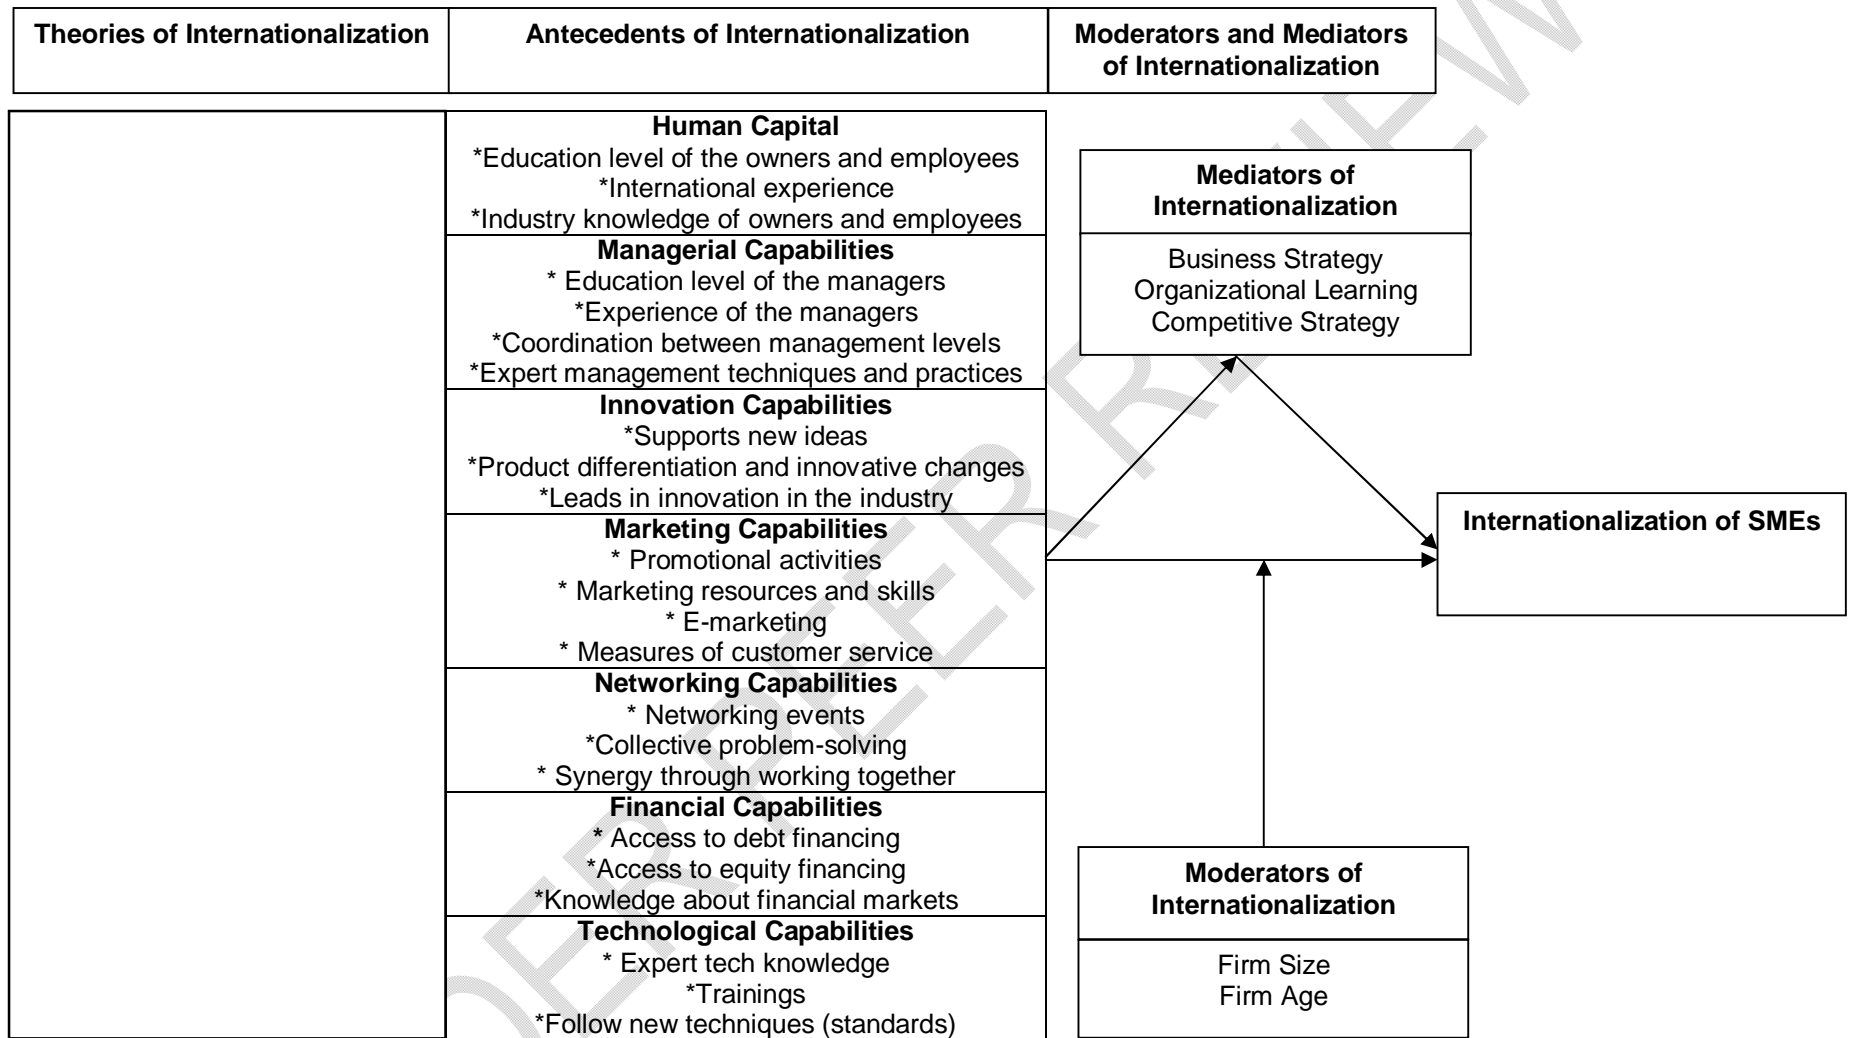 Theories of Internationalization
Antecedents of Internationalization
Moderators and Mediators
of Internationalization
Human Capital
*Education level of the owners and employees
*International experience
*Industry knowledge of owners and employees
Managerial Capabilities
* Education level of the managers
*Experience of the managers
*Coordination between management levels
*Expert management techniques and practices
Innovation Capabilities
*Supports new ideas
*Product differentiation and innovative changes
*Leads in innovation in the industry
Marketing Capabilities
* Promotional activities
* Marketing resources and skills
* E-marketing
* Measures of customer service
Networking Capabilities
* Networking events
*Collective problem-solving
* Synergy through working together
Financial Capabilities
* Access to debt financing
*Access to equity financing
*Knowledge about financial markets
Technological Capabilities
* Expert tech knowledge
*Trainings
*Follow new techniques (standards)
Mediators of
Internationalization
Business Strategy
Organizational Learning
Competitive Strategy
Internationalization of SMEs
Moderators of
Internationalization
Firm Size
Firm Age
DER PEER REVIEW